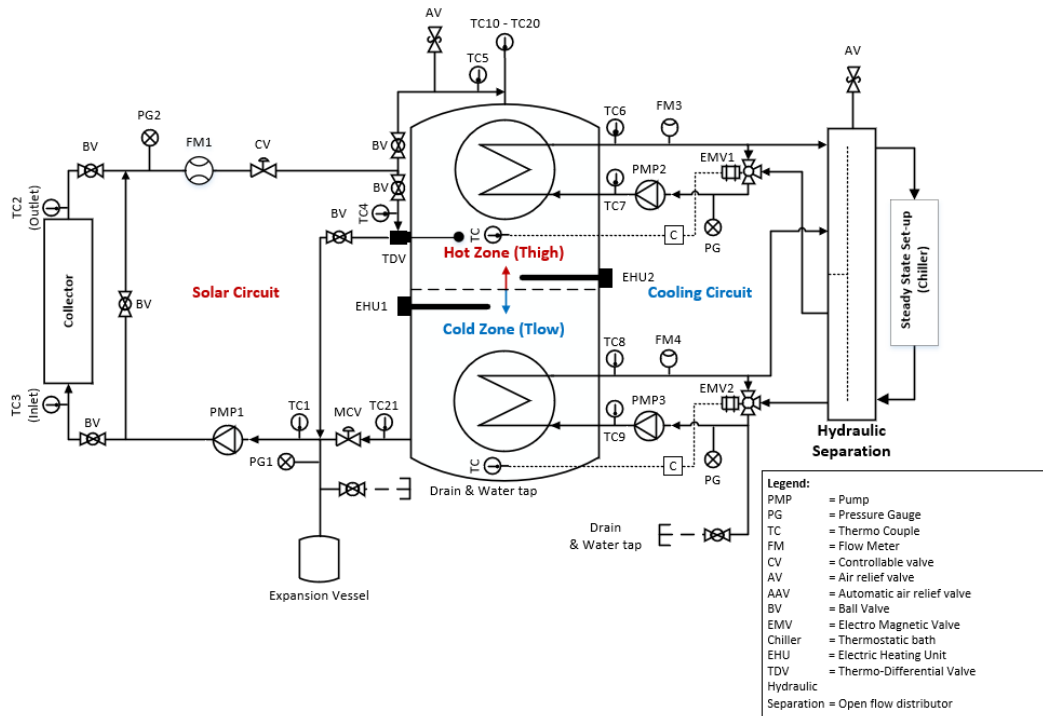 AV
TC10 - TC20
TC5
AV
PG2
FM1
CV
BV
BV
TC6
FM3
EMV1
PMP2
TC7
PG
C
TC2
(Outlet)
BV
TC4
BV
TDV
TC
Hot Zone (Thigh)
EHU2
Collector
BV
Solar Circuit
EHU1
Cooling Circuit
Cold Zone (Tlow)
Steady State Set-up
(Chiller)
TC3
(Inlet)
BV
PMP1
TC1
MCV
TC21
TC8
FM4
EMV2
PMP3
TC9
PG1
TC
C
PG
Hydraulic
Separation
Drain & Water tap
Drain
& Water tap
Expansion Vessel
Legend:
PMP = Pump
PG = Pressure Gauge
TC = Thermo Couple
FM = Flow Meter
CV = Controllable valve
AV = Air relief valve
AAV = Automatic air relief valve
BV = Ball Valve
EMV = Electro Magnetic Valve
Chiller = Thermostatic bath
EHU = Electric Heating Unit
TDV = Thermo-Differential Valve
Hydraulic
Separation = Open flow distributor